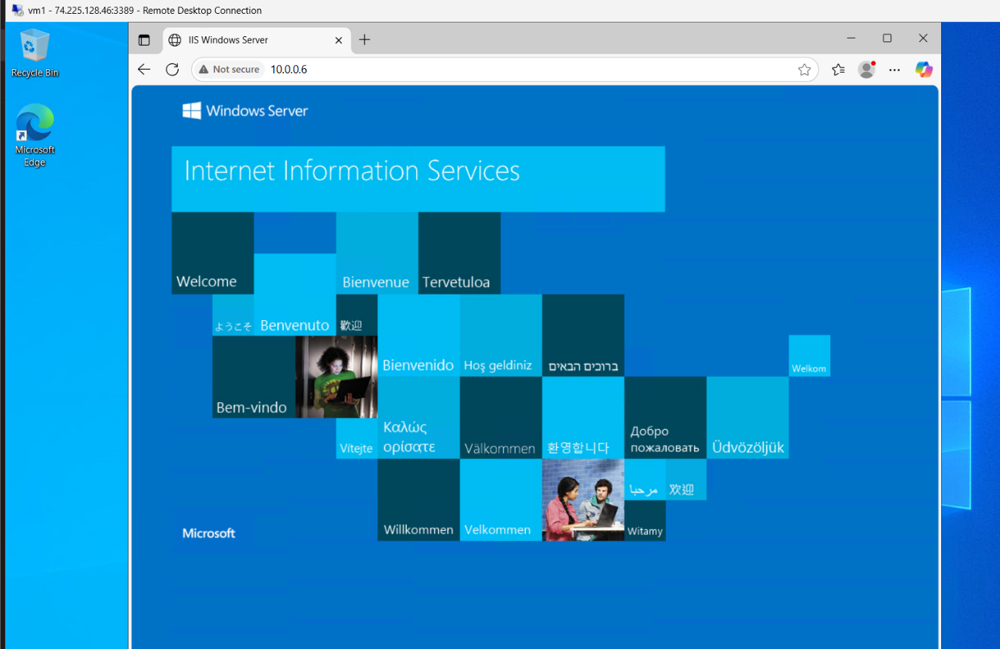 vm1 - 74.225.128.46:3389 - Remote Desktop Connection
Recycle Bin
Microsoft
Edge
IIS Windows Server
Not secure
10.0.0.6
Windows Server
Internet Information Services
Welcome
Bienvenue
Tervetuloa
ようこそ
Benvenuto
歡迎
Bienvenido
Hoş geldiniz
ברוכים הבאים
Welkom
Bem-vindo
Vítejte
Καλώς
ορίσατε
Välkommen
환영합니다
Добро
пожаловать
Üdvözöljük
Willkommen
Velkommen
مرحبا
欢迎
Witamy
Microsoft